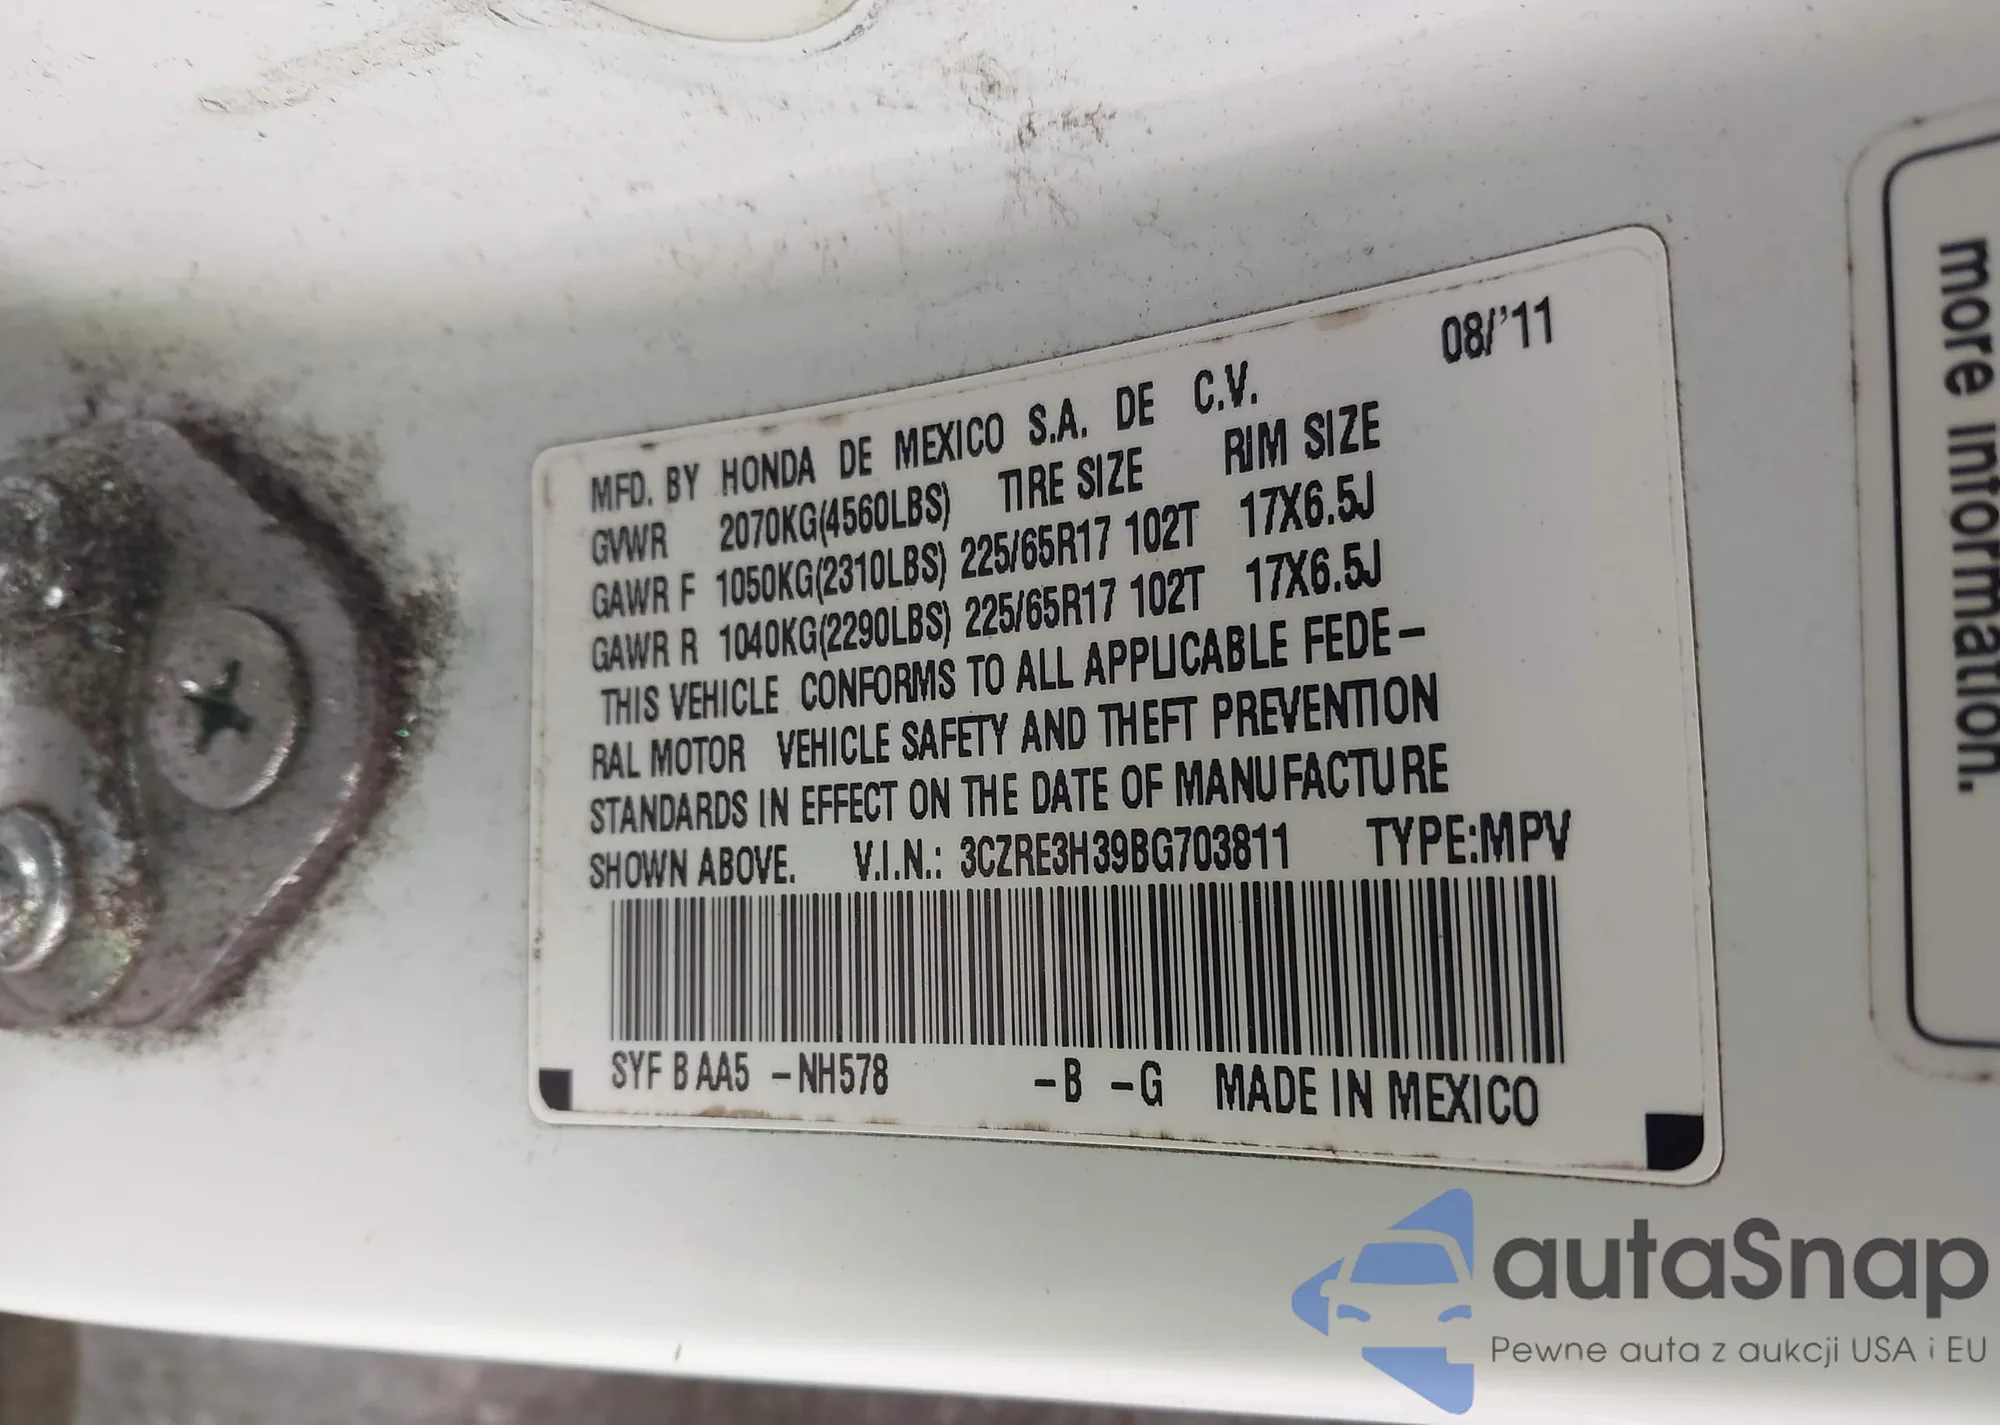 08/'11
MFD. BY HONDA DE MEXICO S.A. DE C.V.
GVWR 2070KG(4560LBS) TIRE SIZE RIM SIZE
GAWR F 1050KG(2310LBS) 225/65R17 102T 17X6.5J
GAWR R 1040KG(2290LBS) 225/65R17 102T 17X6.5J
THIS VEHICLE CONFORMS TO ALL APPLICABLE FEDE-
RAL MOTOR VEHICLE SAFETY AND THEFT PREVENTION
STANDARDS IN EFFECT ON THE DATE OF MANUFACTURE
SHOWN ABOVE. V.I.N.: 3CZRE3H39BG703811 TYPE:MPV
SYF B AA5 -NH578 -B -G MADE IN MEXICO
more information.
autaSnap
Pewne auta z aukcji USA i EU